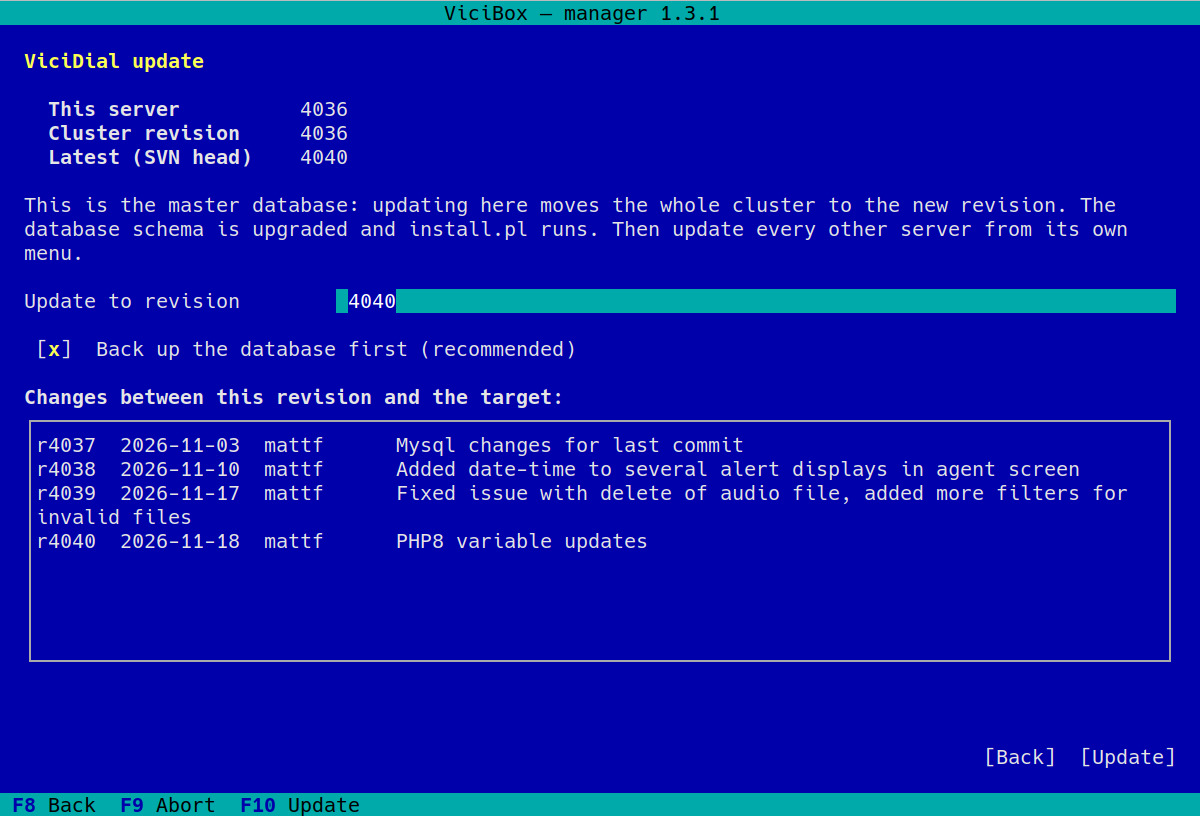 ViciBox — manager 1.3.1
ViciDial update
This server 4036
Cluster revision 4036
Latest (SVN head) 4040
This is the master database: updating here moves the whole cluster to the new revision. The
database schema is upgraded and install.pl runs. Then update every other server from its own
menu.
Update to revision 4040
[x] Back up the database first (recommended)
Changes between this revision and the target:
r4037 2026-11-03 mattf Mysql changes for last commit
r4038 2026-11-10 mattf Added date-time to several alert displays in agent screen
r4039 2026-11-17 mattf Fixed issue with delete of audio file, added more filters for
invalid files
r4040 2026-11-18 mattf PHP8 variable updates
[Back] [Update]
F8 Back F9 Abort F10 Update